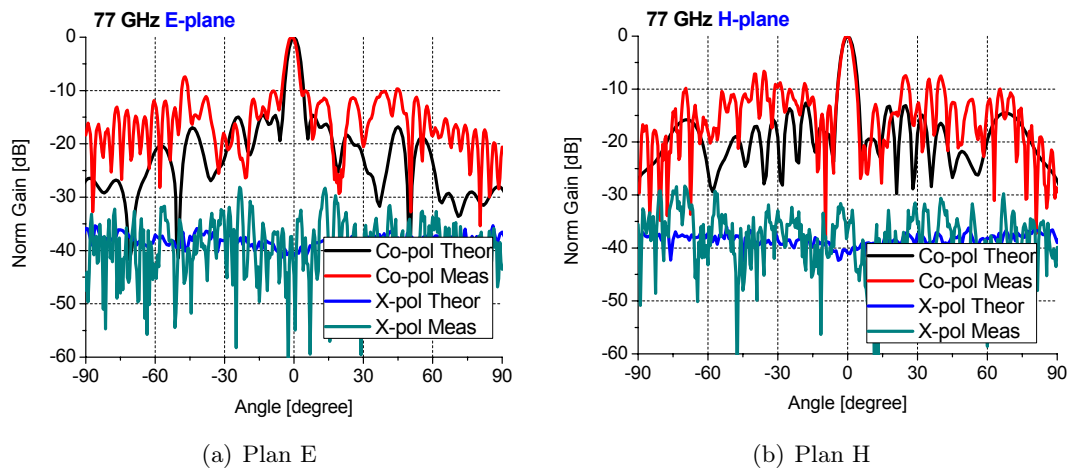 77 GHz E-plane
0
-10
-20
-30
-40
-50
-60
Norm Gain [dB]
Co-pol Theor
Co-pol Meas
X-pol Theor
X-pol Meas
-90 -60 -30 0 30 60 90
Angle [degree]
(a) Plan E
77 GHz H-plane
0
-10
-20
-30
-40
-50
-60
Norm Gain [dB]
Co-pol Theor
Co-pol Meas
X-pol Theor
X-pol Meas
-90 -60 -30 0 30 60 90
Angle [degree]
(b) Plan H